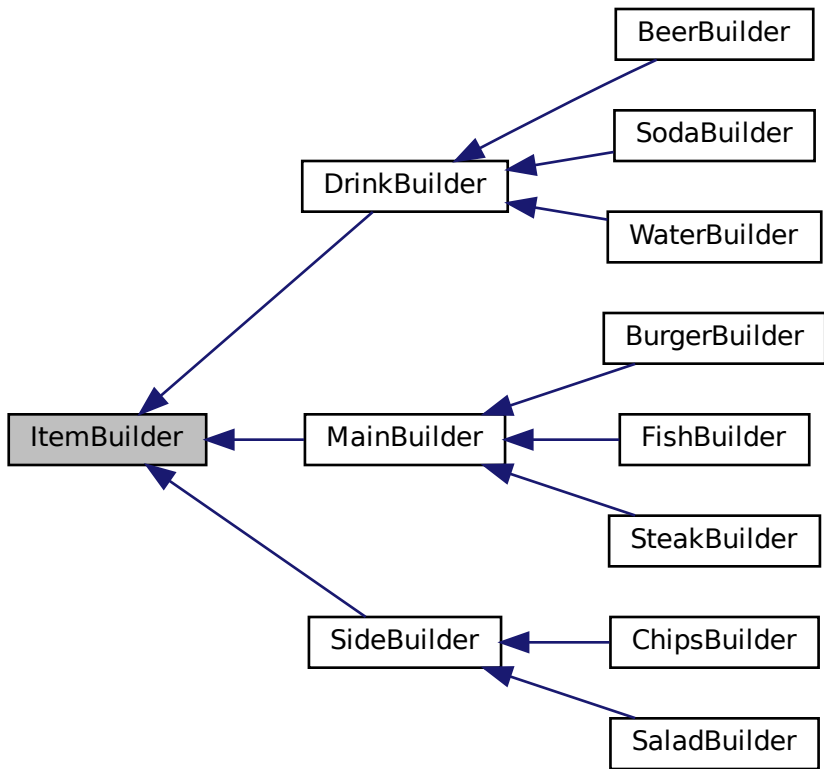 BeerBuilder
SodaBuilder
DrinkBuilder
WaterBuilder
BurgerBuilder
ItemBuilder
MainBuilder
FishBuilder
SteakBuilder
SideBuilder
ChipsBuilder
SaladBuilder